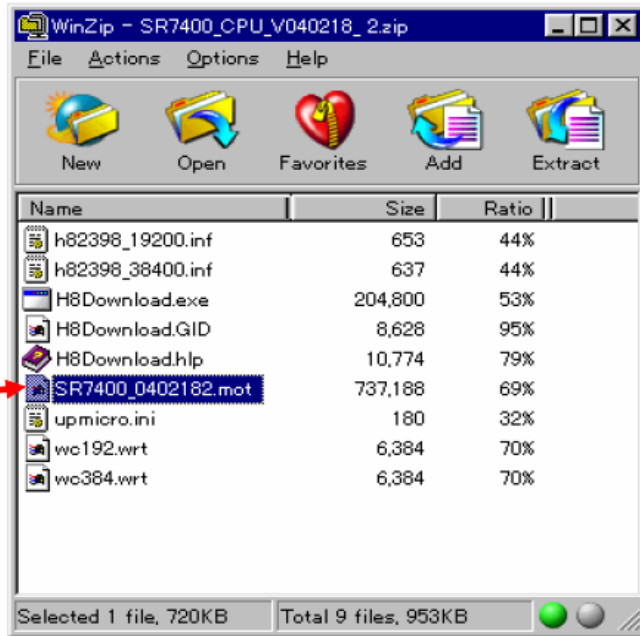 WinZip - SR7400_CPU_V040218_ 2.zip
File Actions Options Help
New Open Favorites Add Extract
Name Size Ratio
h82398_19200.inf 653 44%
h82398_38400.inf 637 44%
H8Download.exe 204,800 53%
H8Download.GID 8,628 95%
H8Download.hlp 10,774 79%
SR7400_0402182.mot 737,188 69%
upmicro.ini 180 32%
wc192.wrt 6,384 70%
wc384.wrt 6,384 70%
Selected 1 file, 720KB Total 9 files, 953KB